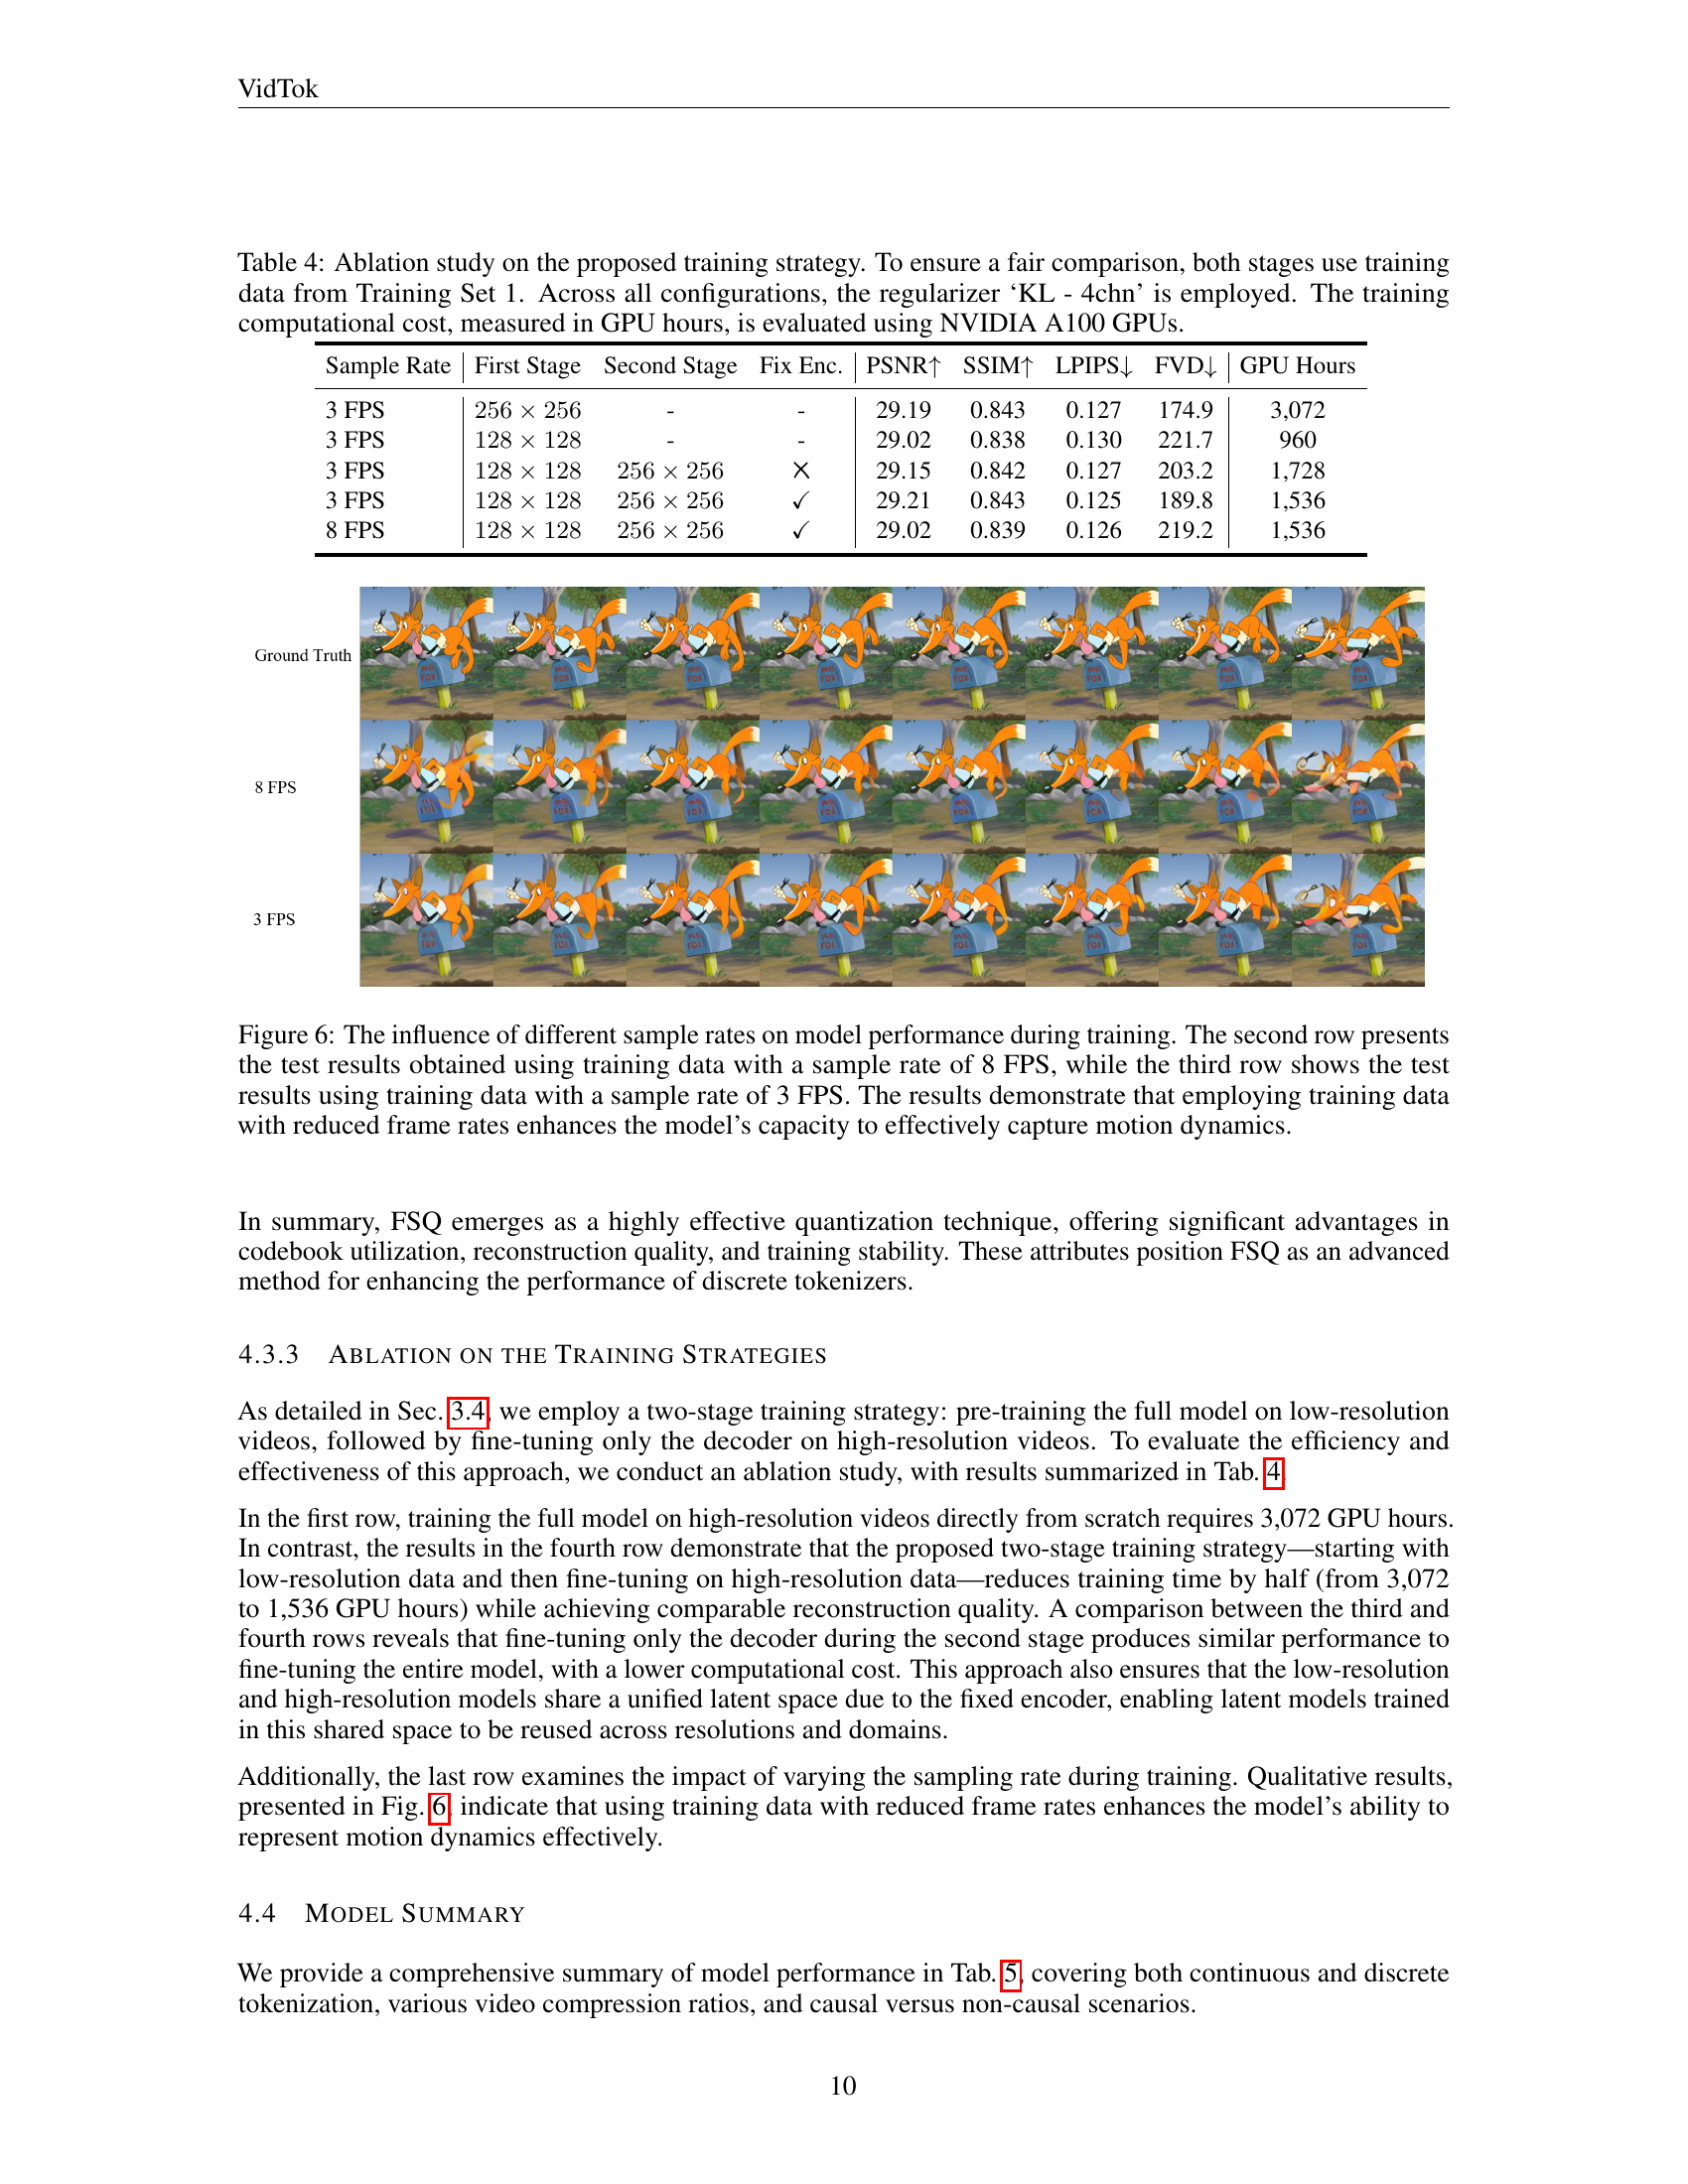 VidTok
Table 4: Ablation study on the proposed training strategy. To ensure a fair comparison, both stages use training
data from Training Set 1. Across all configurations, the regularizer ‘KL - 4chn’ is employed. The training
computational cost, measured in GPU hours, is evaluated using NVIDIA A100 GPUs.
Sample Rate First Stage Second Stage Fix Enc. PSNR↑ SSIM↑ LPIPS↓ FVD↓ GPU Hours
3 FPS 256 × 256 - - 29.19 0.843 0.127 174.9 3,072
3 FPS 128 × 128 - - 29.02 0.838 0.130 221.7 960
3 FPS 128 × 128 256 × 256 ✗ 29.15 0.842 0.127 203.2 1,728
3 FPS 128 × 128 256 × 256 ✓ 29.21 0.843 0.125 189.8 1,536
8 FPS 128 × 128 256 × 256 ✓ 29.02 0.839 0.126 219.2 1,536
Ground Truth
8 FPS
3 FPS
Figure 6: The influence of different sample rates on model performance during training. The second row presents
the test results obtained using training data with a sample rate of 8 FPS, while the third row shows the test
results using training data with a sample rate of 3 FPS. The results demonstrate that employing training data
with reduced frame rates enhances the model’s capacity to effectively capture motion dynamics.
In summary, FSQ emerges as a highly effective quantization technique, offering significant advantages in
codebook utilization, reconstruction quality, and training stability. These attributes position FSQ as an advanced
method for enhancing the performance of discrete tokenizers.
4.3.3 ABLATION ON THE TRAINING STRATEGIES
As detailed in Sec. 3.4, we employ a two-stage training strategy: pre-training the full model on low-resolution
videos, followed by fine-tuning only the decoder on high-resolution videos. To evaluate the efficiency and
effectiveness of this approach, we conduct an ablation study, with results summarized in Tab. 4.
In the first row, training the full model on high-resolution videos directly from scratch requires 3,072 GPU hours.
In contrast, the results in the fourth row demonstrate that the proposed two-stage training strategy—starting with
low-resolution data and then fine-tuning on high-resolution data—reduces training time by half (from 3,072
to 1,536 GPU hours) while achieving comparable reconstruction quality. A comparison between the third and
fourth rows reveals that fine-tuning only the decoder during the second stage produces similar performance to
fine-tuning the entire model, with a lower computational cost. This approach also ensures that the low-resolution
and high-resolution models share a unified latent space due to the fixed encoder, enabling latent models trained
in this shared space to be reused across resolutions and domains.
Additionally, the last row examines the impact of varying the sampling rate during training. Qualitative results,
presented in Fig. 6, indicate that using training data with reduced frame rates enhances the model’s ability to
represent motion dynamics effectively.
4.4 MODEL SUMMARY
We provide a comprehensive summary of model performance in Tab. 5, covering both continuous and discrete
tokenization, various video compression ratios, and causal versus non-causal scenarios.
10